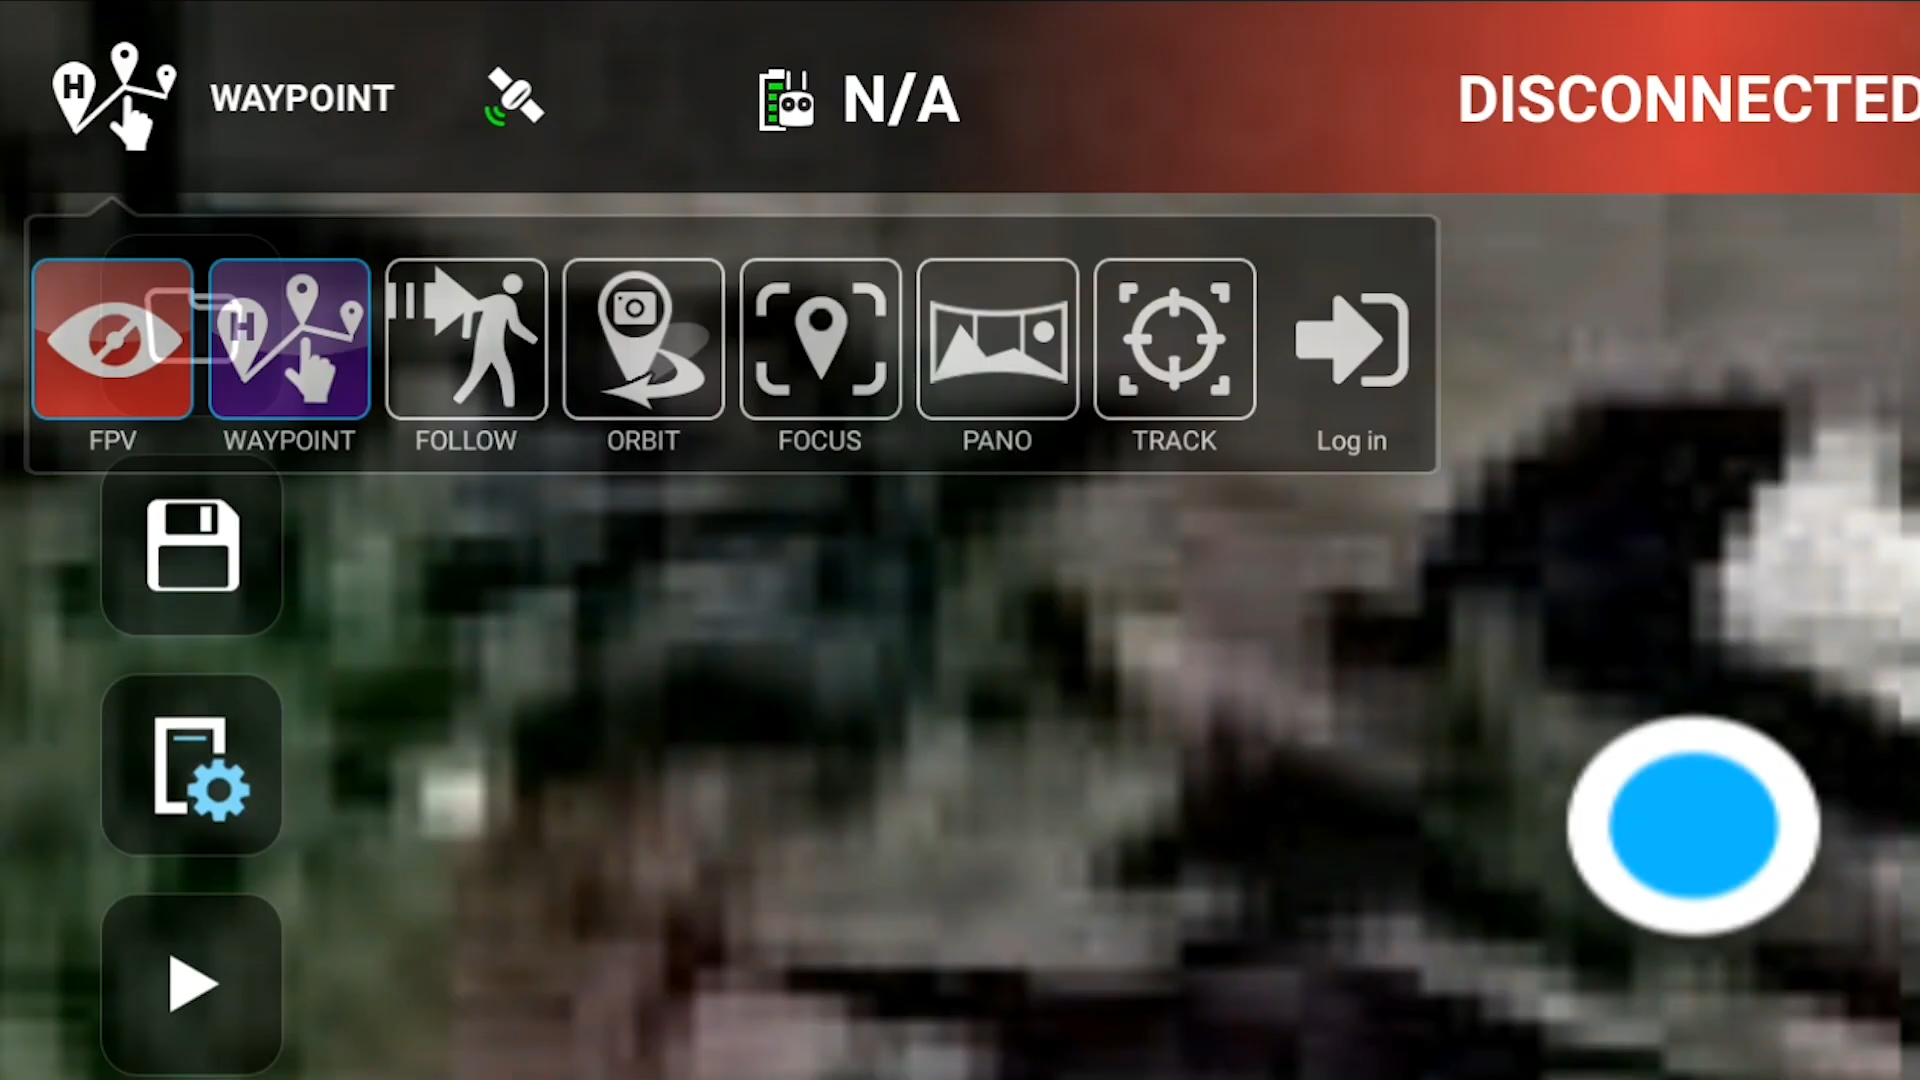 WAYPOINT
N/A
DISCONNECTED
FPV WAYPOINT FOLLOW ORBIT FOCUS PANO TRACK Log in